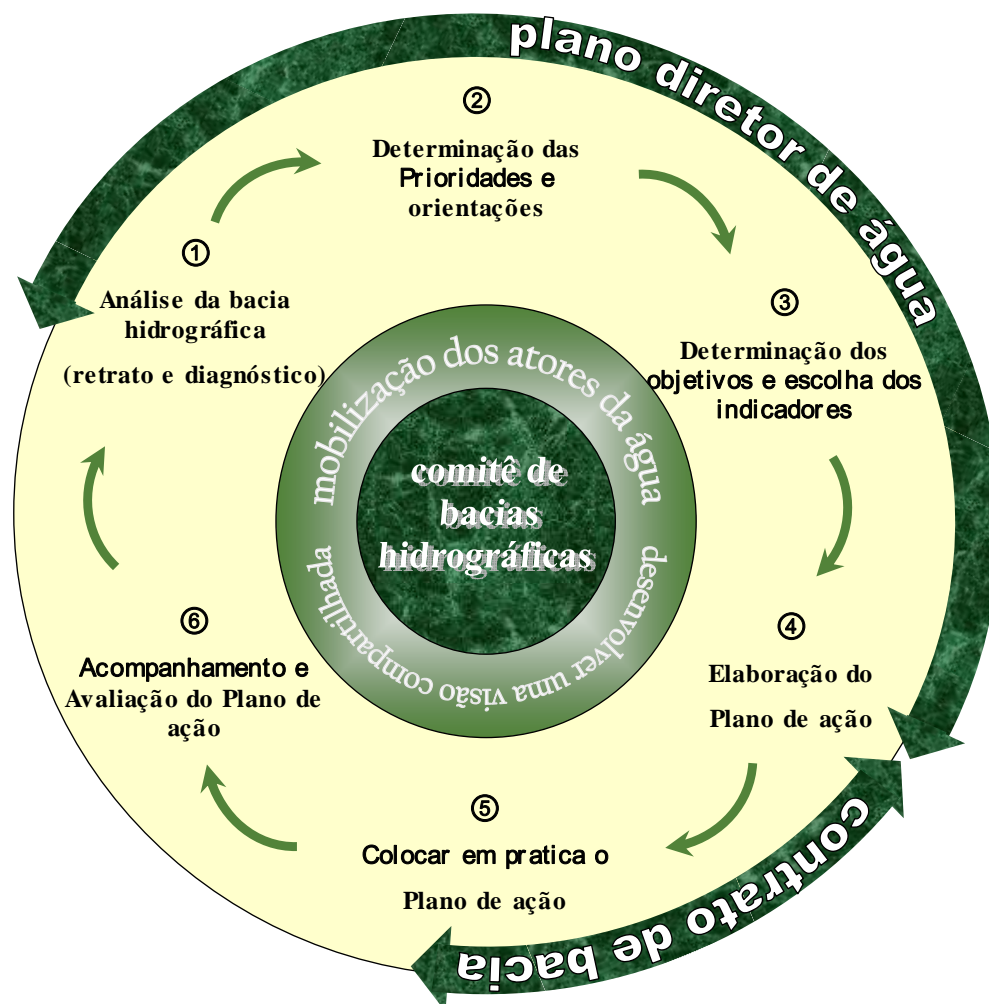 plano diretor de água
②
Determinação das
Prioridades e
orientações
①
Análise da bacia
hidrográfica
(retrato e diagnóstico)
③
Determinação dos
objetivos e escolha dos
indicadores
mobilização dos atores da água
comitê de
bacias
hidrográficas
desenvolver uma visão compartilhada
④
Elaboração do
Plano de ação
⑥
Acompanhamento e
Avaliação do Plano de
ação
⑤
Colocar em pratica o
Plano de ação
contrato de bacia